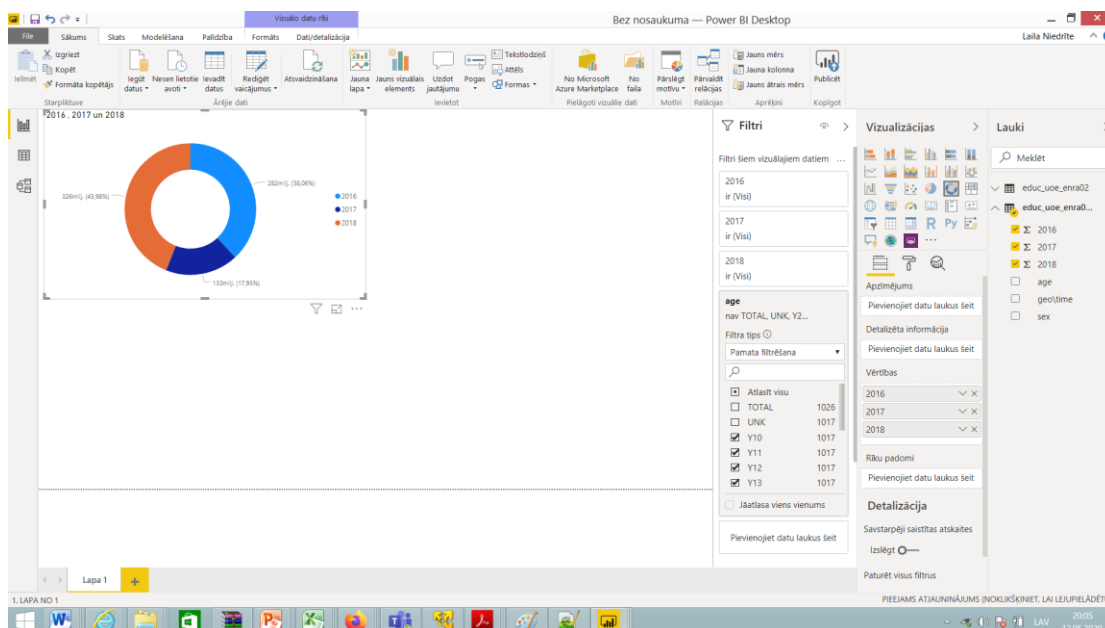 Vizuālo datu rīki
Bez nosaukuma — Power BI Desktop
File
Sākums
Skats
Modelēšana
Palīdzība
Formāts
Datį/detalizācija
Laila Niedrīte
Ielīmēt
Izgriezt
Kopēt
Formāta kopētājs
Iegūt datus
Nesen lietotie avoti
Ievadīt datus
Rediģēt vaicājumus
Atsvaidzināšana
Jauna lapa
Jauns vizuālais elements
Uzdot jautājumu
Pogas
Tekstlodziņš
Attēls
Formas
No Microsoft Azure Marketplace
No faila
Pārslēgt motīvu
Pārvaldīt relācijas
Jauns mērs
Jauna kolonna
Jauns ātrais mērs
Publicēt
Starpliktuve
Ārējie dati
Ievietot
Pielāgoti vizuālie dati
Motīvi
Relācijas
Aprēķini
Kopīgot
2016 , 2017 un 2018
282milj. (38,06%)
326milj. (43,98%)
133milj. (17,95%)
2016
2017
2018
Filtri
Filtri šiem vizuālajiem datiem ...
2016
ir (Visi)
2017
ir (Visi)
2018
ir (Visi)
age
nav TOTAL, UNK, Y2...
Filtra tips
Pamata filtrēšana
Atlasīt visu
TOTAL 1026
UNK 1017
Y10 1017
Y11 1017
Y12 1017
Y13 1017
Jāatlasa viens vienums
Pievienojiet datu laukus šeit
Vizualizācijas
R Py
Apzīmējums
Pievienojiet datu laukus šeit
Detalizēta informācija
Pievienojiet datu laukus šeit
Vērtības
2016
2017
2018
Rīku padomi
Pievienojiet datu laukus šeit
Detalizācija
Savstarpēji saistītas atskaites
Izslēgt
Paturēt visus filtrus
Lauki
Meklēt
educ_uoe_enra02
educ_uoe_enra0...
Σ 2016
Σ 2017
Σ 2018
age
geo\time
sex
Lapa 1
1. LAPA NO 1
PIEEJAMS ATJAUNINĀJUMS (NOKLIKŠĶINIET, LAI LEJUPIELĀDĒT
LAV
20:05